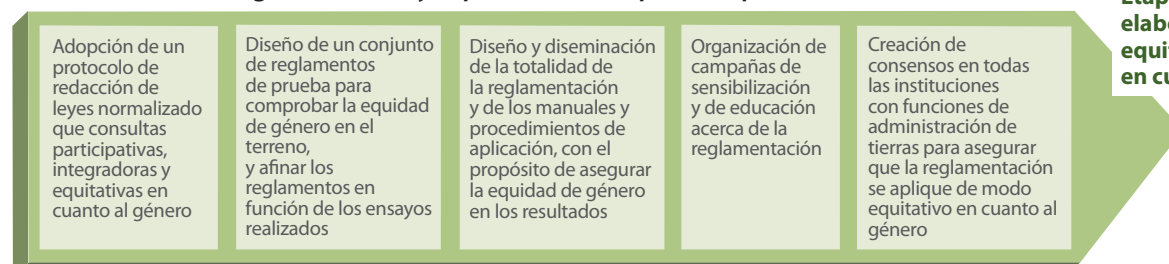 Adopción de un
protocolo de
redacción de
leyes normalizado
que consultas
participativas,
integradoras y
equitativas en
cuanto al género
Diseño de un conjunto
de reglamentos
de prueba para
comprobar la equidad
de género en el
terreno,
y afinar los
reglamentos en
función de los ensayos
realizados
Diseño y diseminación
de la totalidad de
la reglamentación
y de los manuales y
procedimientos de
aplicación, con el
propósito de asegurar
la equidad de género
en los resultados
Organización de
campañas de
sensibilización
y de educación
acerca de la
reglamentación
Creación de
consensos en todas
las instituciones
con funciones de
administración de
tierras para asegurar
que la reglamentación
se aplique de modo
equitativo en cuanto al
género